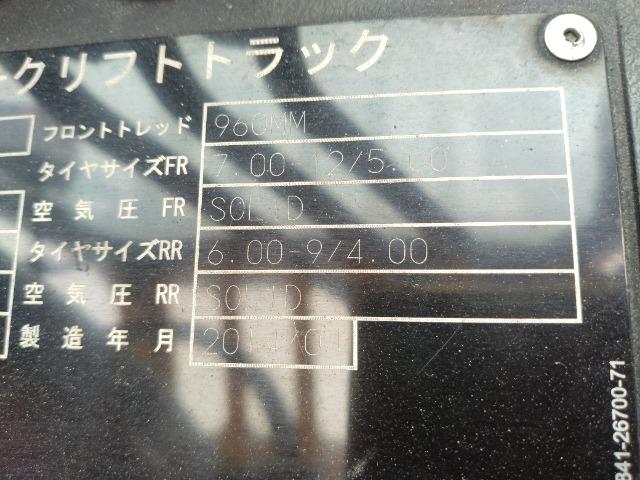 ークリフトトラック
フロントトレッド 960MM
タイヤサイズFR 7.00-12/5.00
空気圧 FR SOLID
タイヤサイズRR 6.00-9/4.00
空気圧 RR SOLID
製造年月 2014/01
841-26700-71